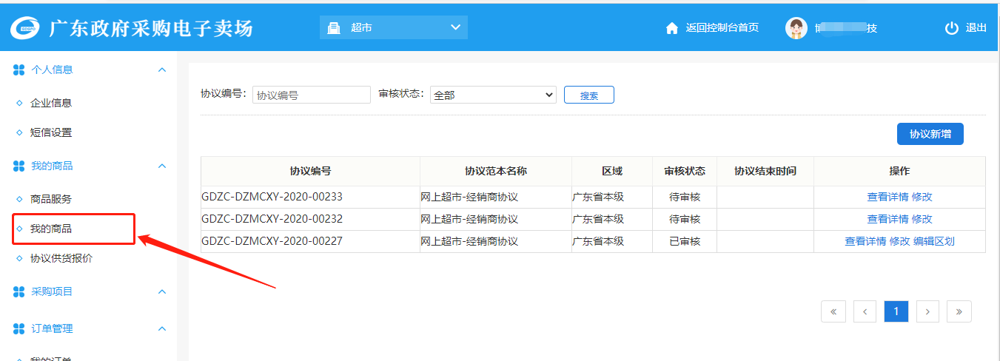 广东政府采购电子卖场 超市 返回控制台首页 技 退出
个人信息
企业信息
短信设置
我的商品
商品服务
我的商品
协议供货报价
采购项目
订单管理
我的订单
协议编号: 协议编号 审核状态: 全部 搜索
协议新增
协议编号 协议范本名称 区域 审核状态 协议结束时间 操作
GDZC-DZMCXY-2020-00233 网上超市-经销商协议 广东省本级 待审核 查看详情 修改
GDZC-DZMCXY-2020-00232 网上超市-经销商协议 广东省本级 待审核 查看详情 修改
GDZC-DZMCXY-2020-00227 网上超市-经销商协议 广东省本级 已审核 查看详情 修改 编辑区划
« ‹ 1 › »